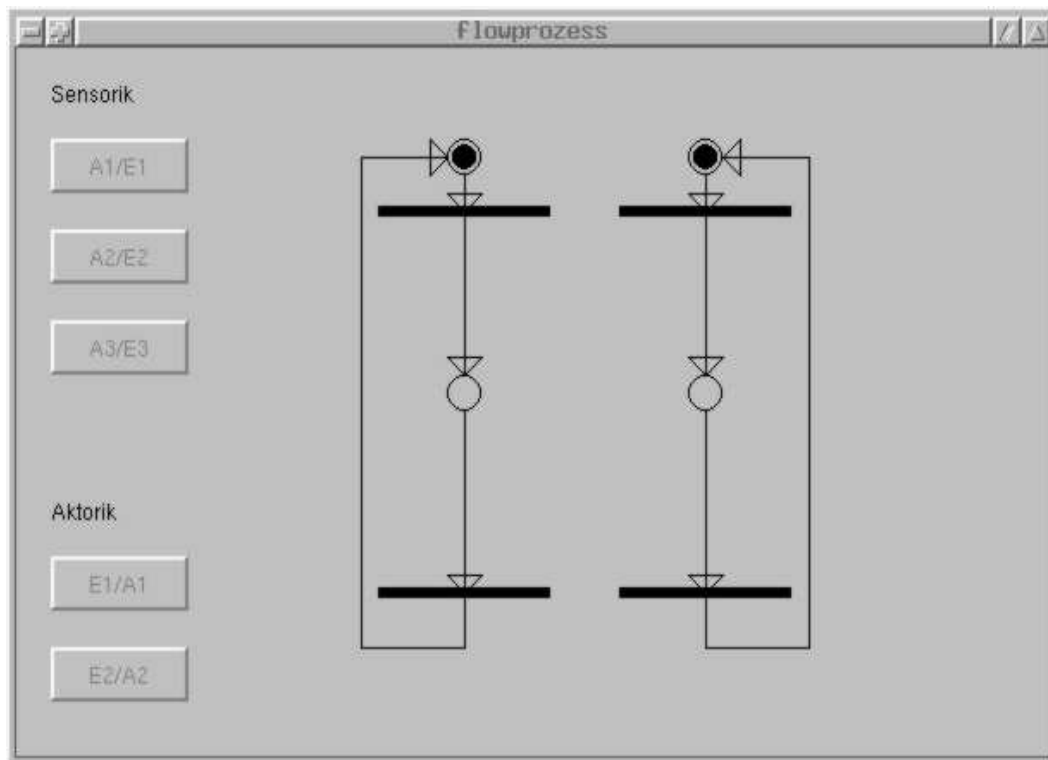 flowprozess
Sensorik
A1/E1
A2/E2
A3/E3
Aktorik
E1/A1
E2/A2